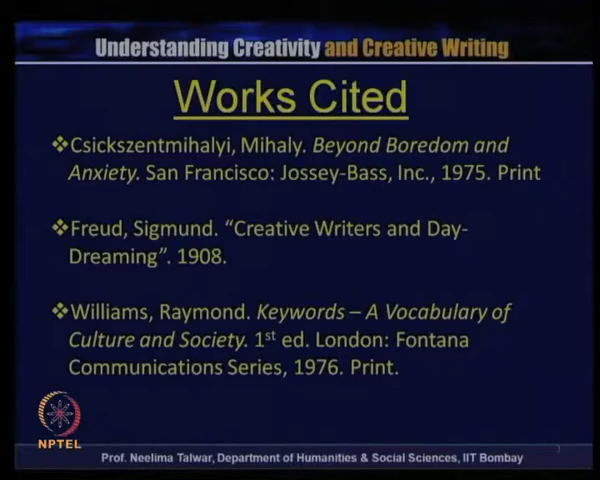 Understanding Creativity and Creative Writing
Works Cited
❖Csickszentmihalyi, Mihaly. Beyond Boredom and
Anxiety. San Francisco: Jossey-Bass, Inc., 1975. Print
❖Freud, Sigmund. “Creative Writers and Day-
Dreaming”. 1908.
❖Williams, Raymond. Keywords – A Vocabulary of
Culture and Society. 1st ed. London: Fontana
Communications Series, 1976. Print.
NPTEL
Prof. Neelima Talwar, Department of Humanities & Social Sciences, IIT Bombay